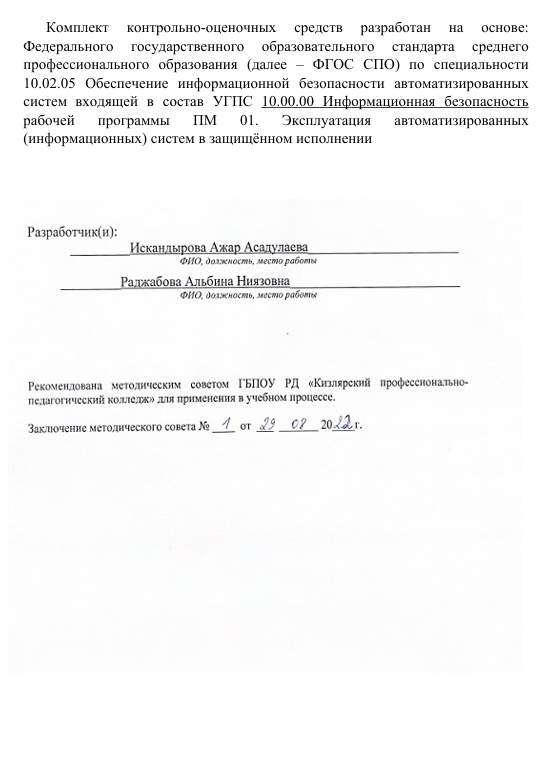 Комплект контрольно-оценочных средств разработан на основе:
Федерального государственного образовательного стандарта среднего
профессионального образования (далее – ФГОС СПО) по специальности
10.02.05 Обеспечение информационной безопасности автоматизированных
систем входящей в состав УГПС 10.00.00 Информационная безопасность
рабочей программы ПМ 01. Эксплуатация автоматизированных
(информационных) систем в защищённом исполнении
Разработчик(и):
Искандырова Ажар Асадулаева
ФИО, должность, место работы
Раджабова Альбина Ниязовна
ФИО, должность, место работы
Рекомендована методическим советом ГБПОУ РД «Кизлярский профессионально-
педагогический колледж» для применения в учебном процессе.
Заключение методического совета № 1 от 29 08 2022г.